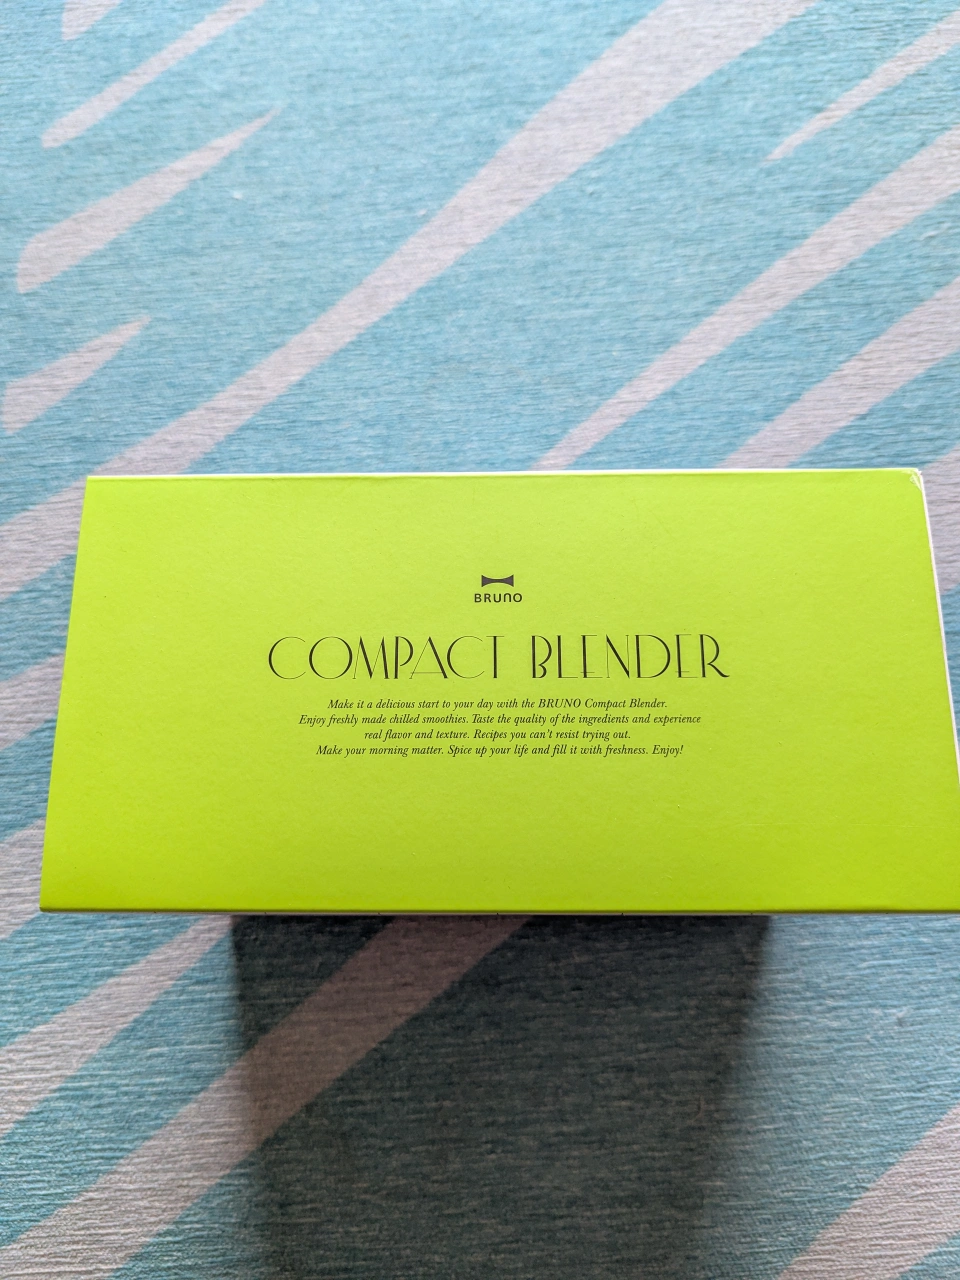 BRUNO
COMPACT BLENDER
Make it a delicious start to your day with the BRUNO Compact Blender.
Enjoy freshly made chilled smoothies. Taste the quality of the ingredients and experience
real flavor and texture. Recipes you can't resist trying out.
Make your morning matter. Spice up your life and fill it with freshness. Enjoy!